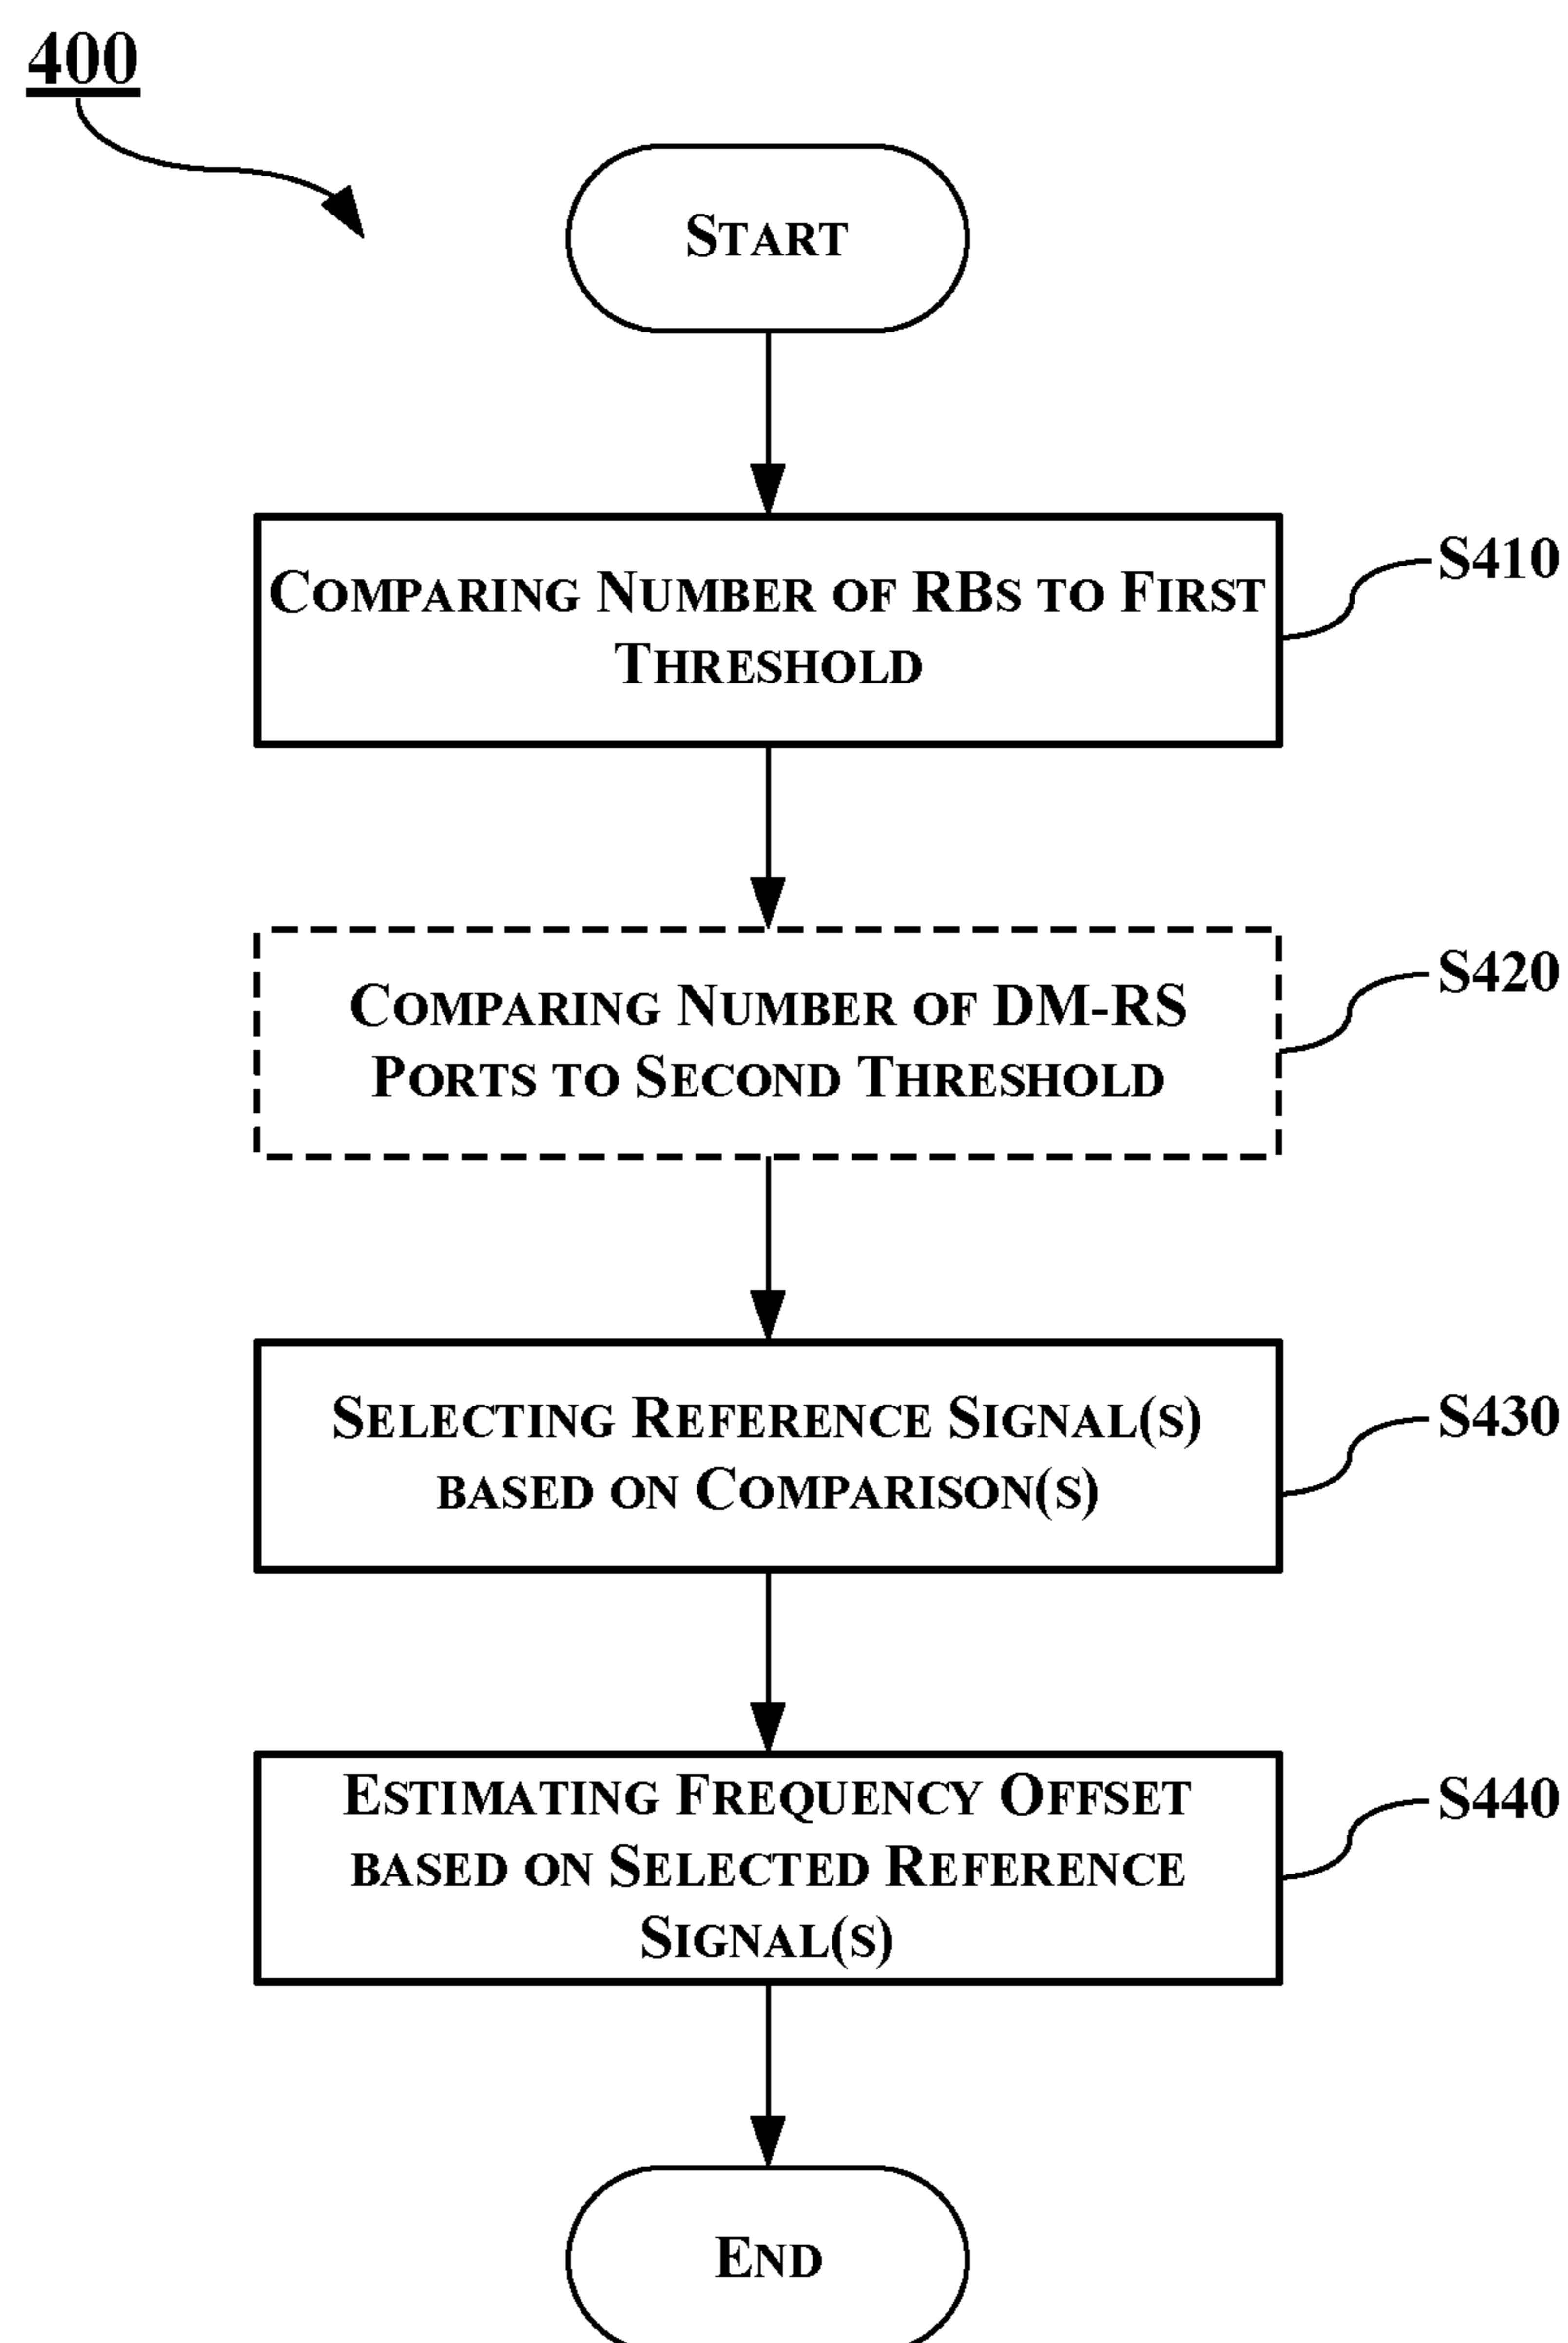 400
START
COMPARING NUMBER OF RBS TO FIRST
THRESHOLD
S410
COMPARING NUMBER OF DM-RS
PORTS TO SECOND THRESHOLD
S420
SELECTING REFERENCE SIGNAL(S)
BASED ON COMPARISON(S)
S430
ESTIMATING FREQUENCY OFFSET
BASED ON SELECTED REFERENCE
SIGNAL(S)
S440
END